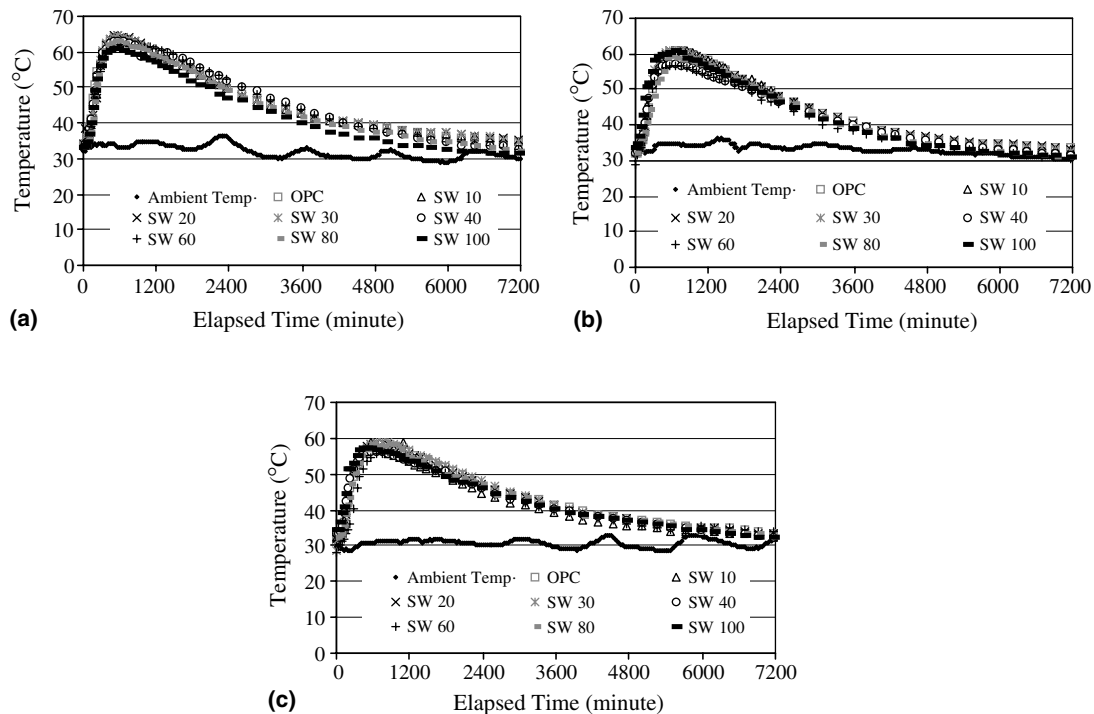 70
60
50
40
30
20
10
0
Temperature (°C)
Ambient Temp· OPC SW 10
SW 20 SW 30 SW 40
SW 60 SW 80 SW 100
0 1200 2400 3600 4800 6000 7200
(a) Elapsed Time (minute)
70
60
50
40
30
20
10
0
Temperature (°C)
Ambient Temp· OPC SW 10
SW 20 SW 30 SW 40
SW 60 SW 80 SW 100
0 1200 2400 3600 4800 6000 7200
(b) Elapsed Time (minute)
70
60
50
40
30
20
10
0
Temperature (°C)
Ambient Temp· OPC SW 10
SW 20 SW 30 SW 40
SW 60 SW 80 SW 100
0 1200 2400 3600 4800 6000 7200
(c) Elapsed Time (minute)